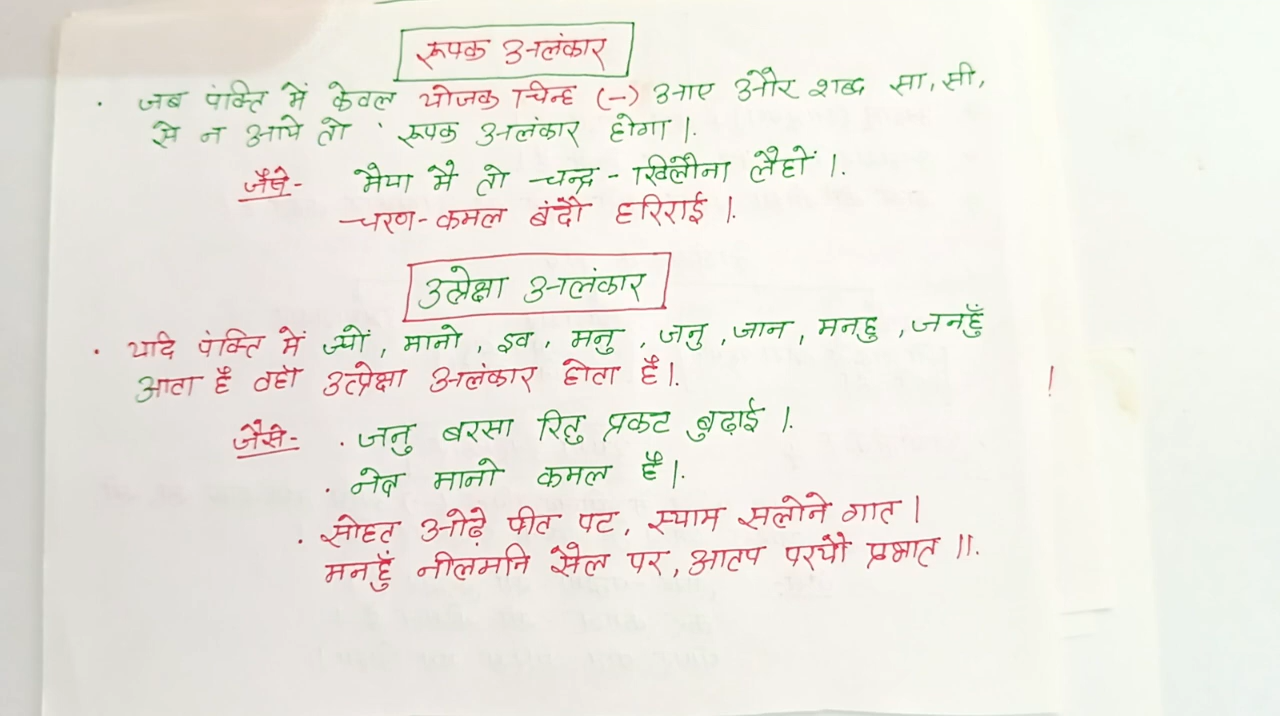 रूपक अलंकार
· जब पंक्ति में केवल योजक चिन्ह (-) आए और शब्द सा, सी,
से न आये तो रूपक अलंकार होगा।
जैसे- मैया मै तो चन्द्र - खिलौना लैहों।
चरण-कमल बंदौ हरिराई।
उत्प्रेक्षा अलंकार
· यदि पंक्ति में ज्यों, मानो, इव, मनु, जनु, जान, मनहु, जनहुँ
आता है वहाँ उत्प्रेक्षा अलंकार होता है।
जैसे- · जनु बरसा रितु प्रकट बुढ़ाई।
· नेत्र मानो कमल है।
· सोहत ओढ़े पीत पट, स्याम सलोने गात।
मनहुँ नीलमनि सैल पर, आतप परयौ प्रभात॥